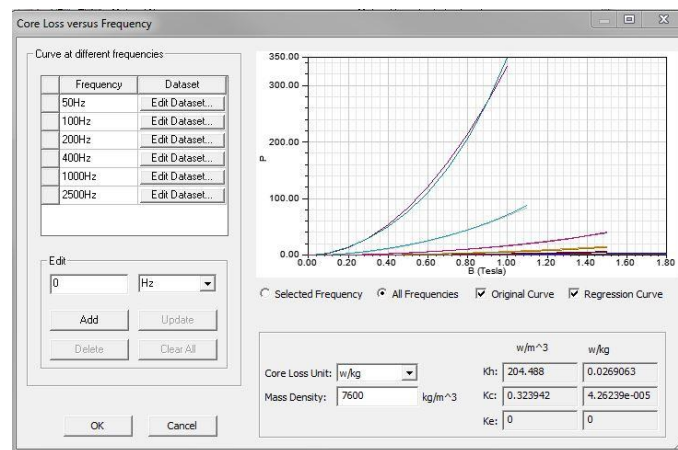 Core Loss versus Frequency
Curve at different frequencies
Frequency Dataset
50Hz Edit Dataset...
100Hz Edit Dataset...
200Hz Edit Dataset...
400Hz Edit Dataset...
1000Hz Edit Dataset...
2500Hz Edit Dataset...
Edit
0 Hz
Add Update
Delete Clear All
OK Cancel
350.00
300.00
200.00
P
100.00
0.00
0.00 0.20 0.40 0.60 0.80 1.00 1.20 1.40 1.60 1.80
B (Tesla)
Selected Frequency All Frequencies Original Curve Regression Curve
w/m^3 w/kg
Core Loss Unit: w/kg Kh: 204.488 0.0269063
Mass Density: 7600 kg/m^3 Kc: 0.323942 4.26239e-005
Ke: 0 0